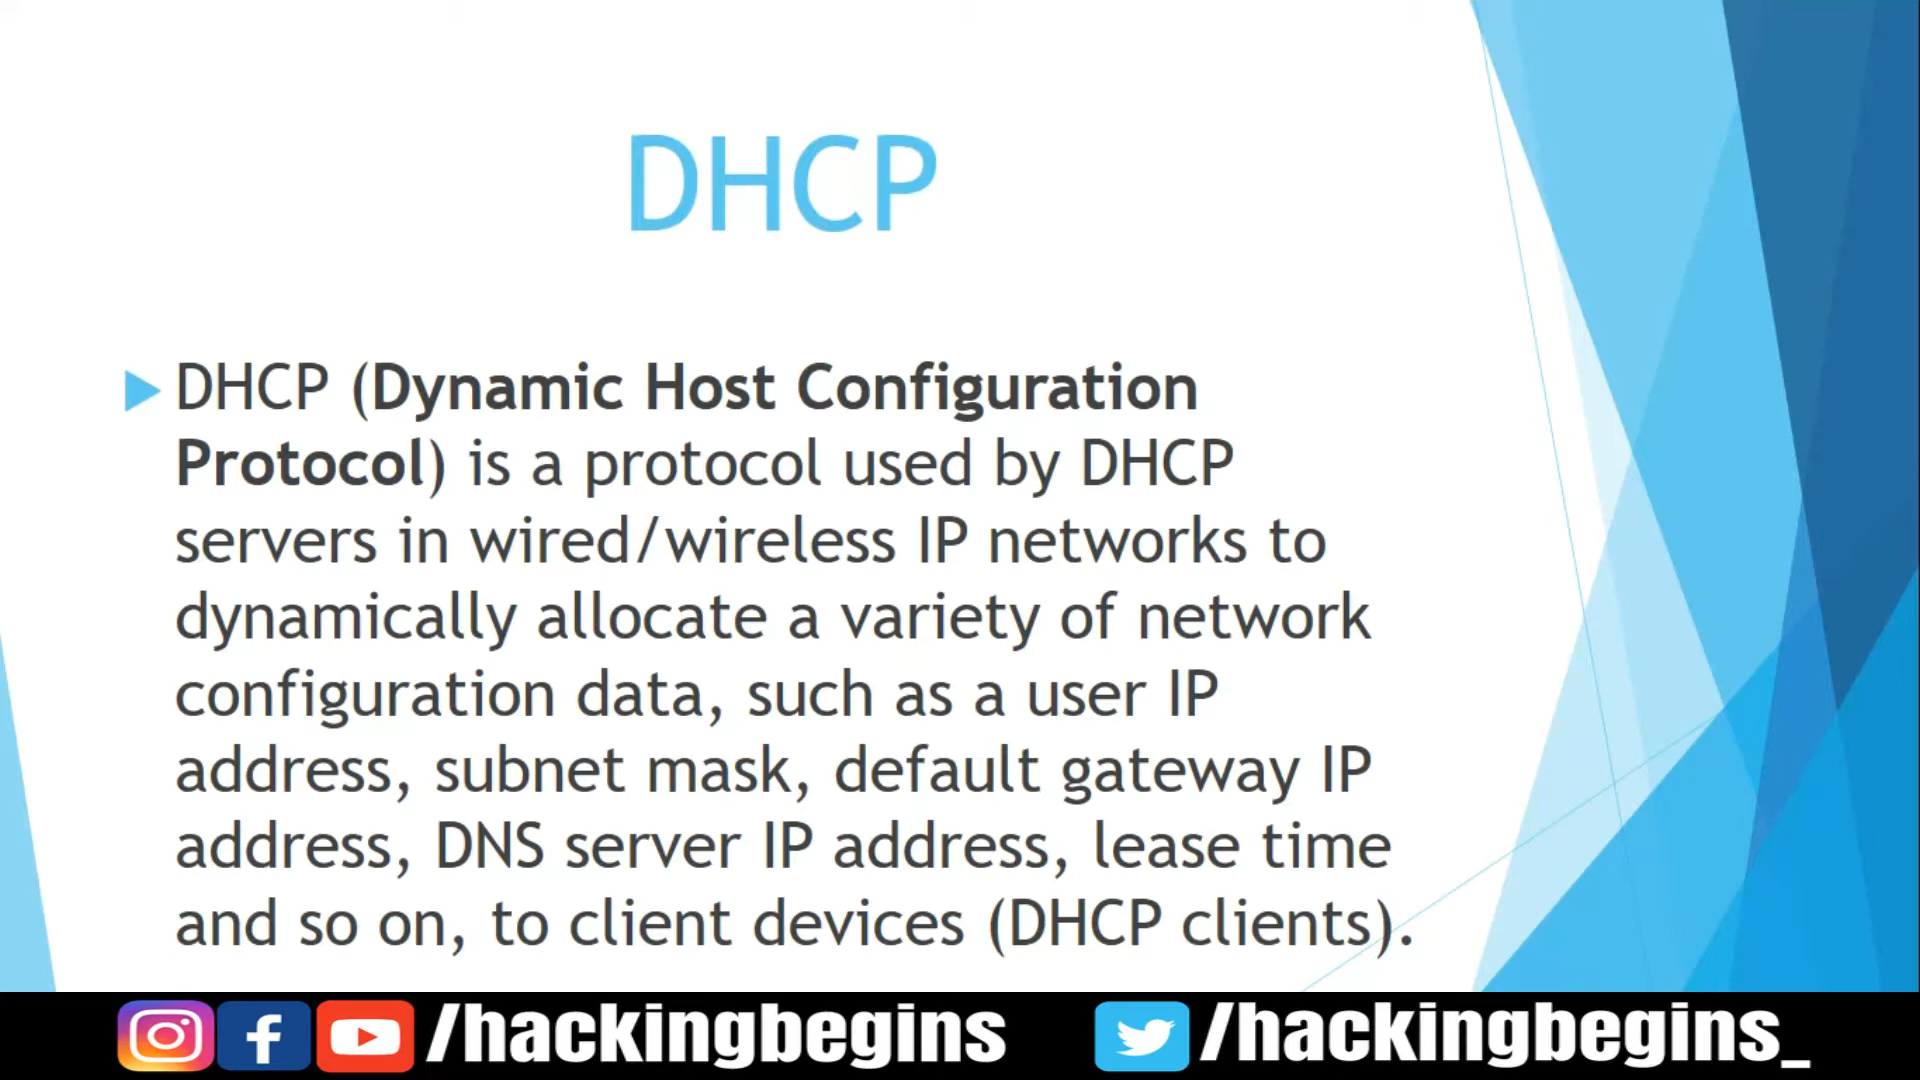 DHCP
DHCP (Dynamic Host Configuration
Protocol) is a protocol used by DHCP
servers in wired/wireless IP networks to
dynamically allocate a variety of network
configuration data, such as a user IP
address, subnet mask, default gateway IP
address, DNS server IP address, lease time
and so on, to client devices (DHCP clients).
/hackingbegins /hackingbegins_